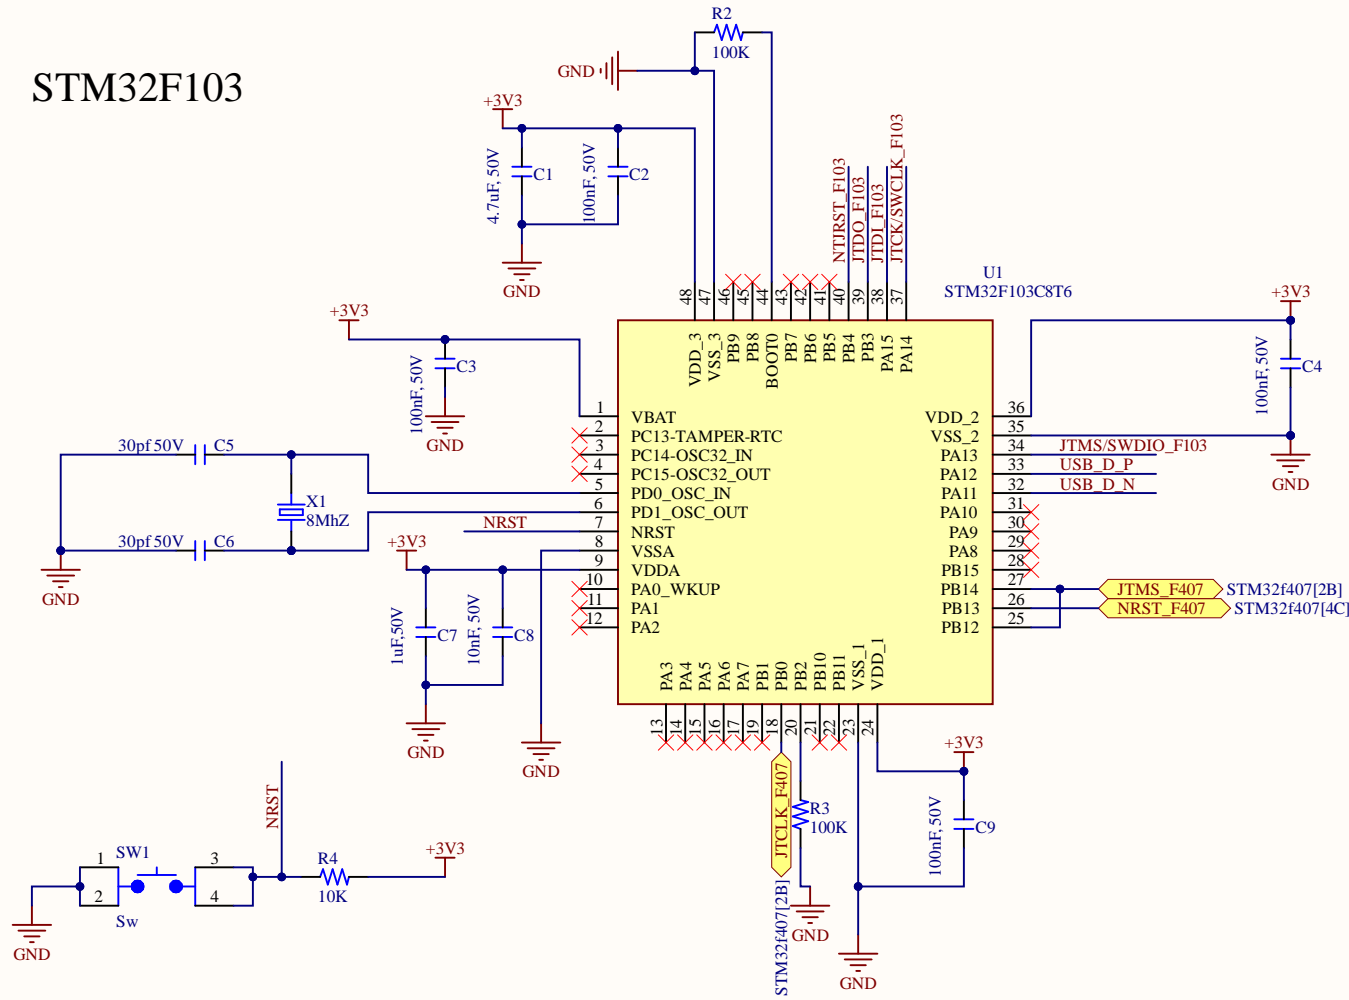 STM32F103
R2
100K
GND
+3V3
4.7uF, 50V
C1
100nF, 50V
C2
GND
NTJRST_F103
JTDO_F103
JTDI_F103
JTCK/SWCLK_F103
U1
STM32F103C8T6
+3V3
100nF, 50V
C3
GND
+3V3
100nF, 50V
C4
GND
48
47
46
45
44
43
42
41
40
39
38
37
VDD_3
VSS_3
PB9
PB8
BOOT0
PB7
PB6
PB5
PB4
PB3
PA15
PA14
1 VBAT
2 PC13-TAMPER-RTC
3 PC14-OSC32_IN
4 PC15-OSC32_OUT
5 PD0_OSC_IN
6 PD1_OSC_OUT
7 NRST
8 VSSA
9 VDDA
10 PA0_WKUP
11 PA1
12 PA2
VDD_2 36
VSS_2 35
PA13 34 JTMS/SWDIO_F103
PA12 33 USB_D_P
PA11 32 USB_D_N
PA10 31
PA9 30
PA8 29
PB15 28
PB14 27 JTMS_F407 STM32f407[2B]
PB13 26 NRST_F407 STM32f407[4C]
PB12 25
30pf 50V
C5
X1
8MhZ
30pf 50V
C6
GND
NRST
+3V3
1uF,50V
C7
10nF, 50V
C8
GND
GND
PA3
PA4
PA5
PA6
PA7
PB1
PB0
PB2
PB10
PB11
VSS_1
VDD_1
13
14
15
16
17
19
18
20
21
22
23
24
JTCLK_F407
STM32f407[2B]
R3
100K
GND
+3V3
100nF, 50V
C9
GND
NRST
SW1
1
2
3
4
Sw
R4
10K
+3V3
GND